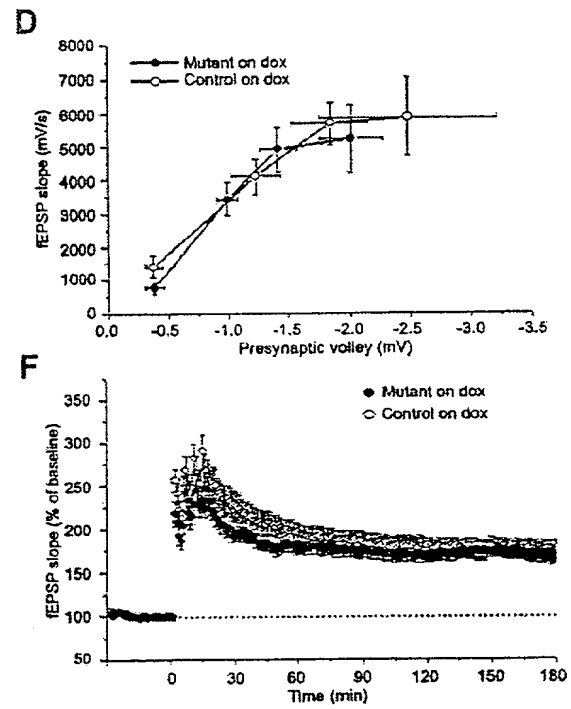 D
8000
7000
6000
5000
4000
3000
2000
1000
0
fEPSP slope (mV/s)
Mutant on dox
Control on dox
0.0 -0.5 -1.0 -1.5 -2.0 -2.5 -3.0 -3.5
Presynaptic volley (mV)
F
350
300
250
200
150
100
50
fEPSP slope (% of baseline)
Mutant on dox
Control on dox
0 30 60 90 120 150 180
Time (min)